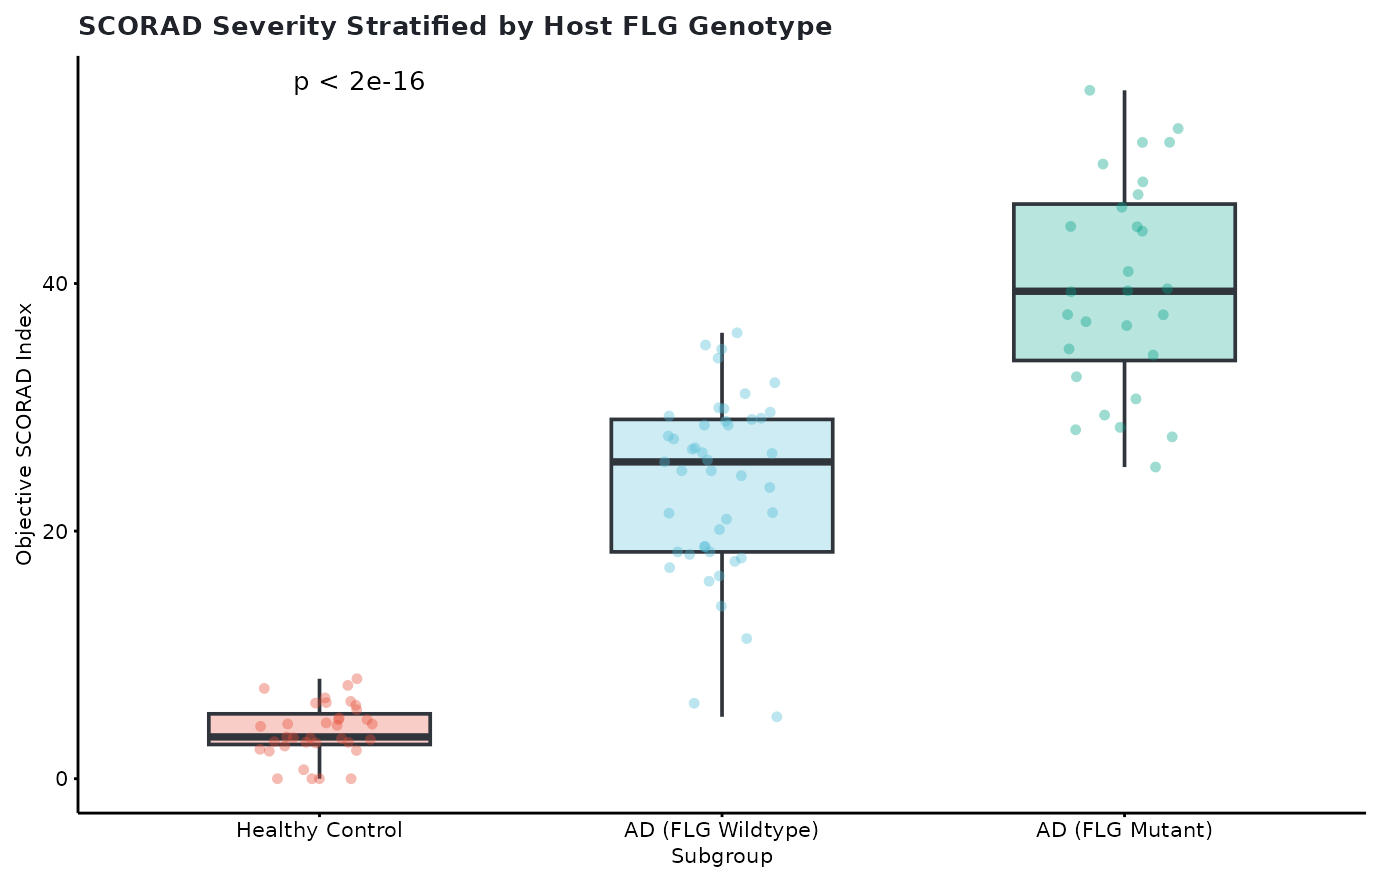 SCORAD Severity Stratified by Host FLG Genotype
p < 2e-16
Objective SCORAD Index
40
20
0
Healthy Control
AD (FLG Wildtype)
AD (FLG Mutant)
Subgroup